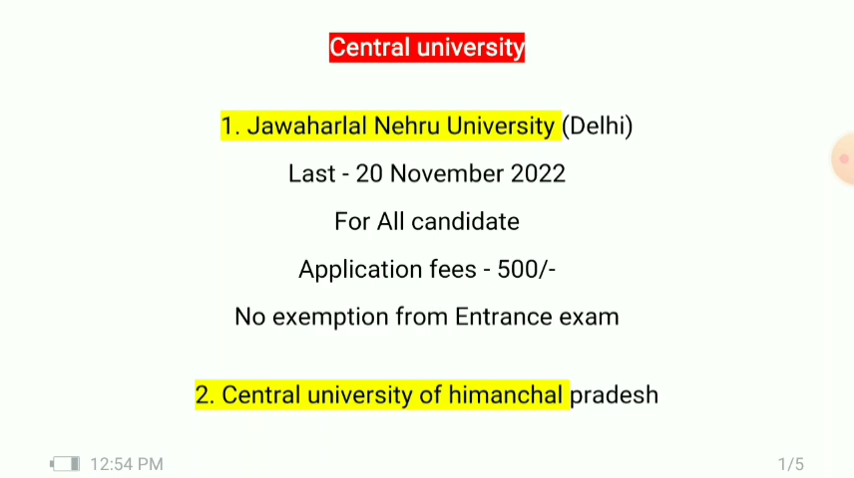 Central university
1. Jawaharlal Nehru University (Delhi)
Last - 20 November 2022
For All candidate
Application fees - 500/-
No exemption from Entrance exam
2. Central university of himanchal pradesh
12:54 PM
1/5